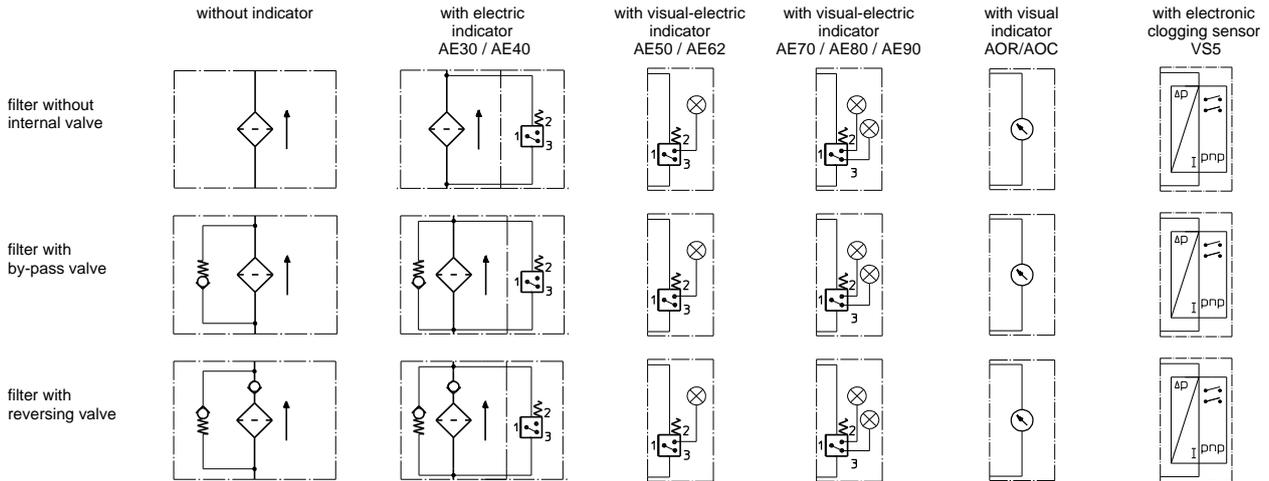 without indicator
with electric
indicator
AE30 / AE40
with visual-electric
indicator
AE50 / AE62
with visual-electric
indicator
AE70 / AE80 / AE90
with visual
indicator
AOR/AOC
with electronic
clogging sensor
VS5
filter without
internal valve
1 2 3
1 2 3
1 2 3
Δp
I pnp
filter with
by-pass valve
1 2 3
1 2 3
1 2 3
Δp
I pnp
filter with
reversing valve
1 2 3
1 2 3
1 2 3
Δp
I pnp